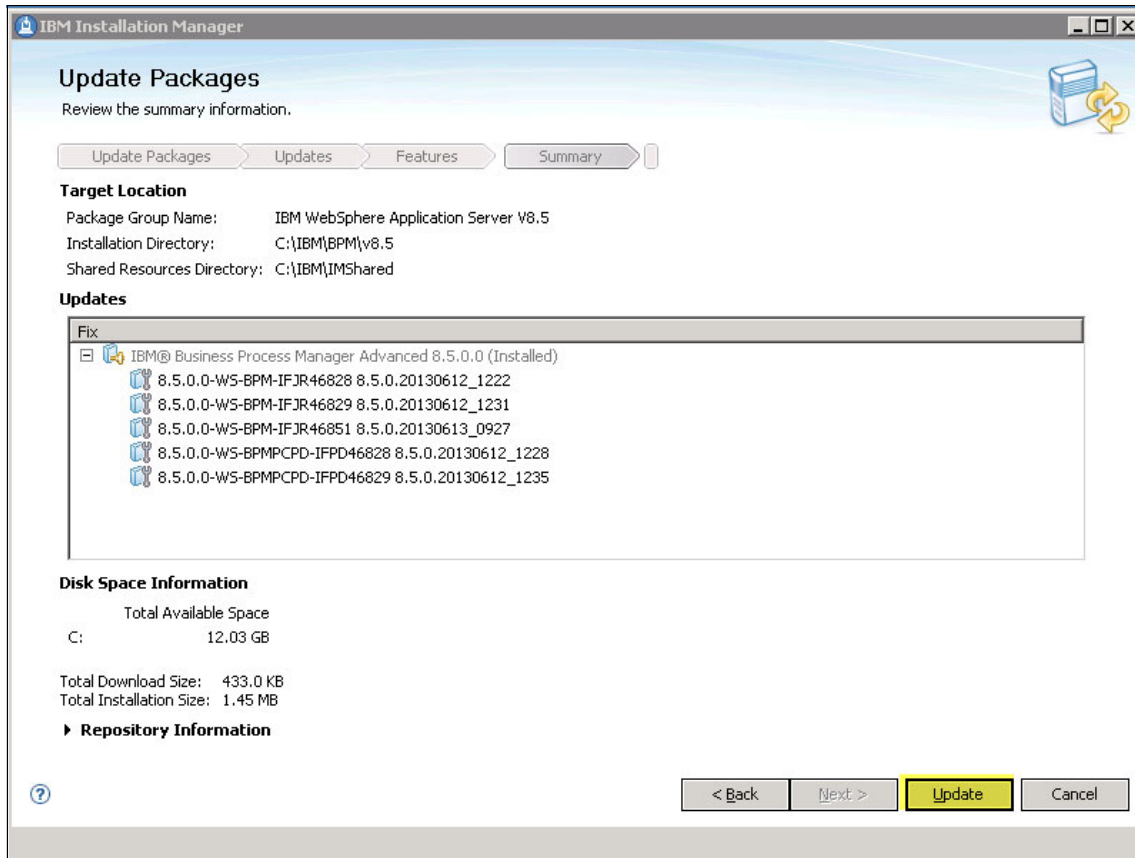 IBM Installation Manager
Update Packages
Review the summary information.
Update Packages Updates Features Summary
Target Location
Package Group Name: IBM WebSphere Application Server V8.5
Installation Directory: C:\IBM\BPM\v8.5
Shared Resources Directory: C:\IBM\IMShared
Updates
Fix
IBM® Business Process Manager Advanced 8.5.0.0 (Installed)
8.5.0.0-WS-BPM-IFJR46828 8.5.0.20130612_1222
8.5.0.0-WS-BPM-IFJR46829 8.5.0.20130612_1231
8.5.0.0-WS-BPM-IFJR46851 8.5.0.20130613_0927
8.5.0.0-WS-BPMPCPD-IFPD46828 8.5.0.20130612_1228
8.5.0.0-WS-BPMPCPD-IFPD46829 8.5.0.20130612_1235
Disk Space Information
Total Available Space
C: 12.03 GB
Total Download Size: 433.0 KB
Total Installation Size: 1.45 MB
Repository Information
? < Back Next > Update Cancel